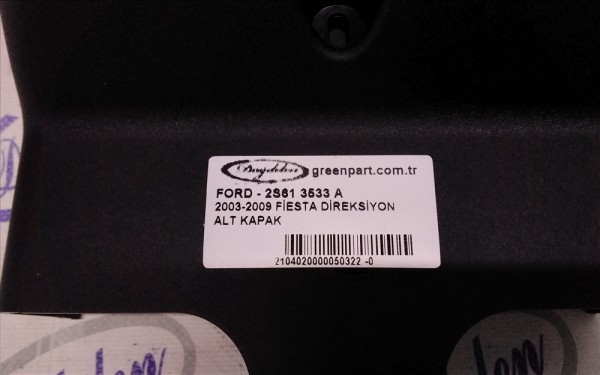 greenpart.com.tr
FORD - 2S61 3533 A
2003-2009 FİESTA DİREKSİYON
ALT KAPAK
2104020000050322 -0